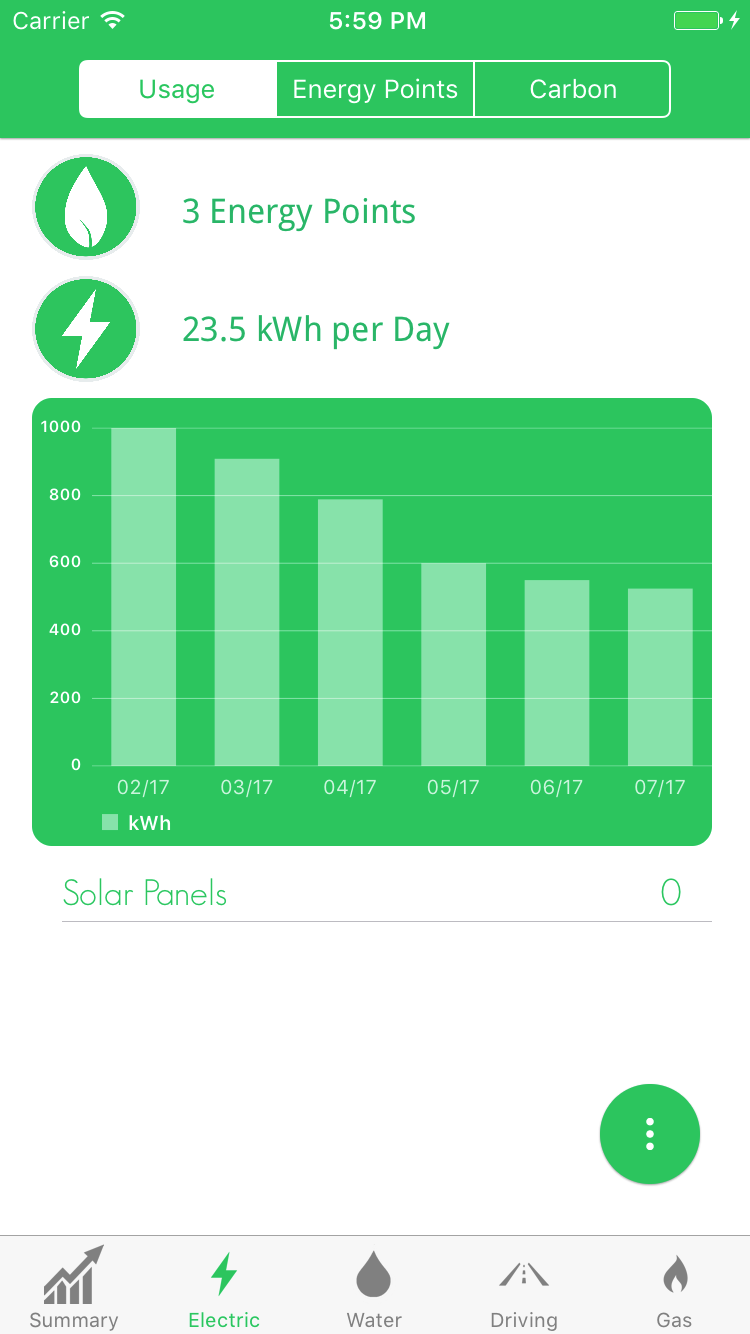 Carrier 5:59 PM
Usage Energy Points Carbon
3 Energy Points
23.5 kWh per Day
1000
800
600
400
200
0
02/17 03/17 04/17 05/17 06/17 07/17
kWh
Solar Panels 0
Summary Electric Water Driving Gas